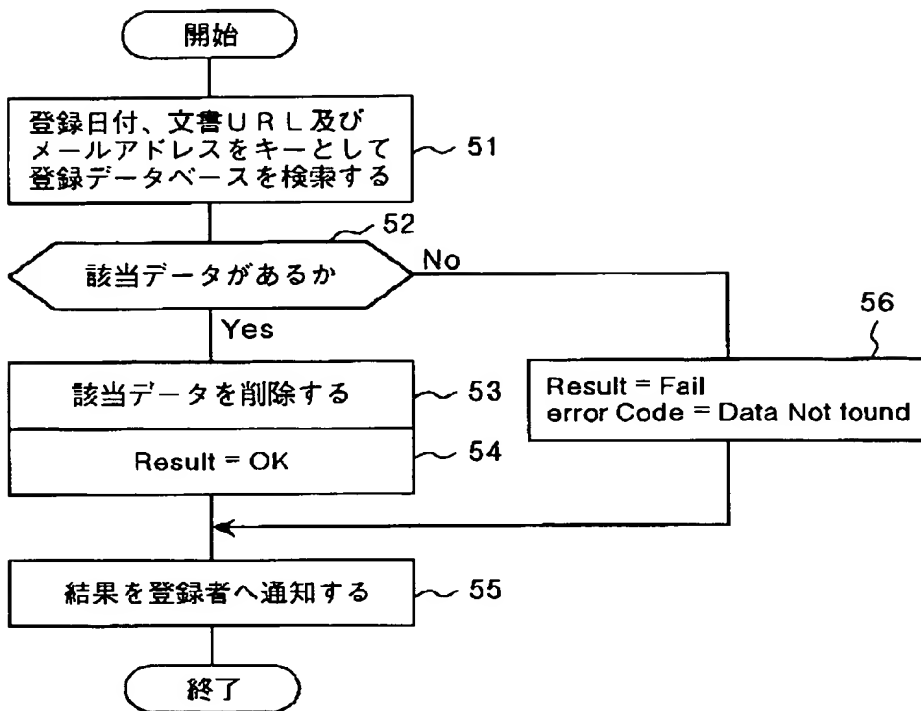 開始
登録日付、文書ＵＲＬ及び
メールアドレスをキーとして
登録データベースを検索する
51
52
該当データがあるか
No
Yes
56
該当データを削除する
53
Result = Fail
error Code = Data Not found
Result = OK
54
結果を登録者へ通知する
55
終了